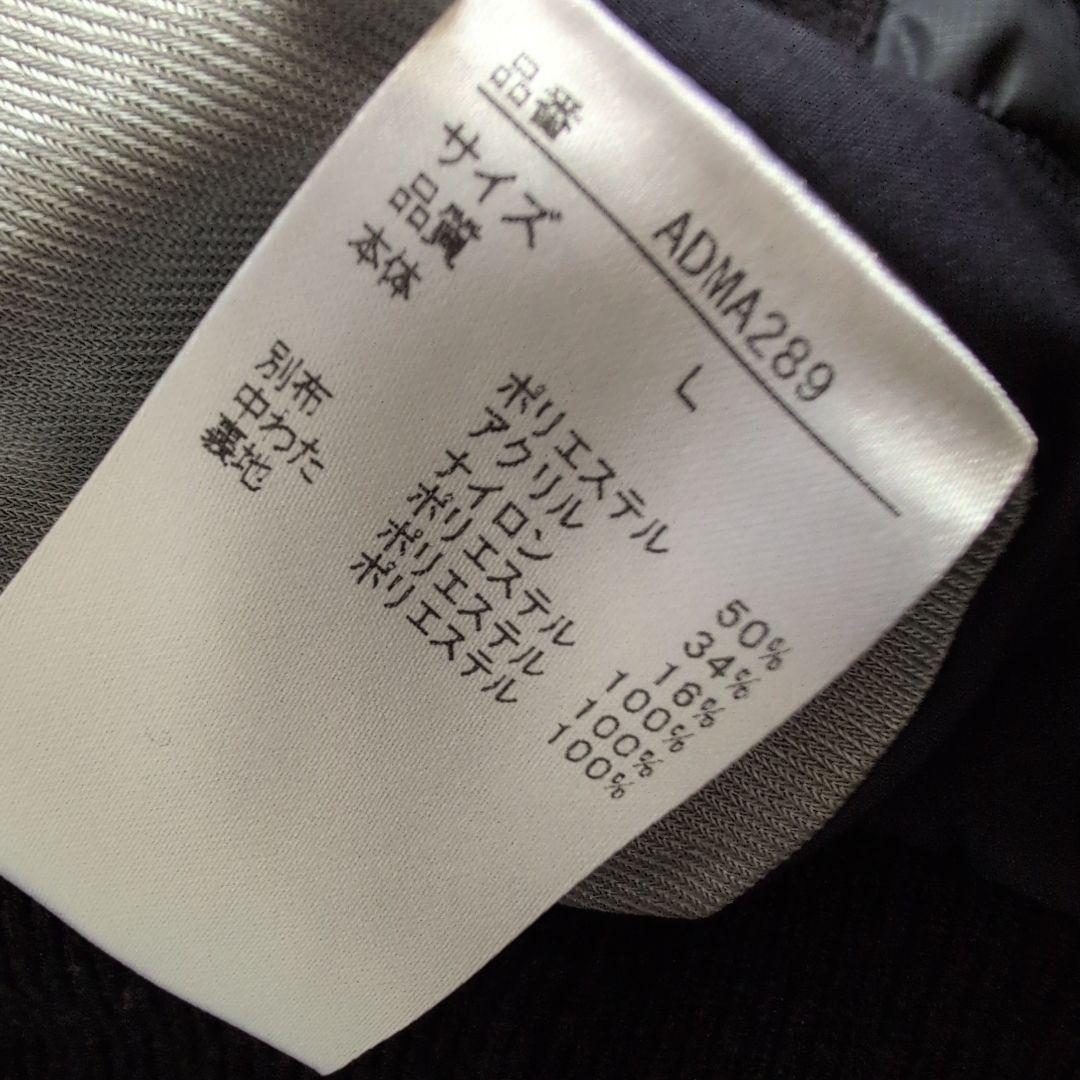 品番 ADMA289
サイズ L
品質
本体 ポリエステル 50%
アクリル 34%
ナイロン 16%
別布 ポリエステル 100%
中わた ポリエステル 100%
裏地 ポリエステル 100%